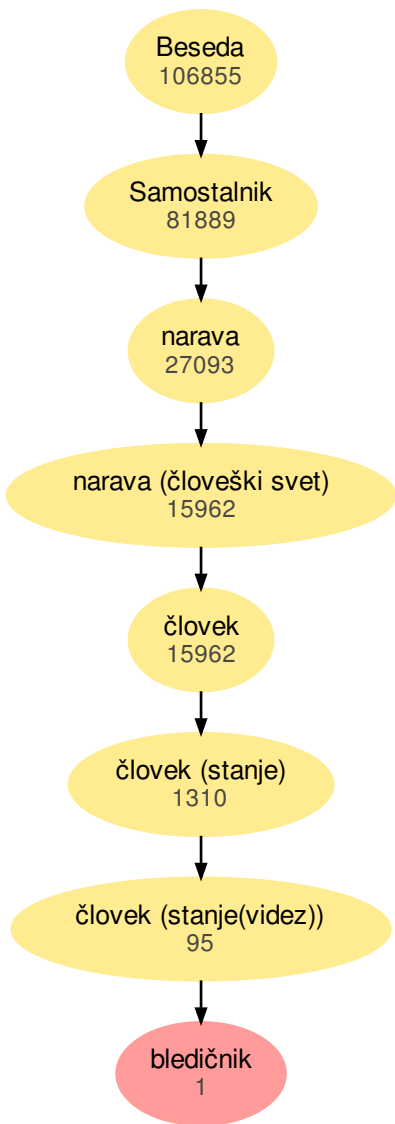 Beseda
106855
Samostalnik
81889
narava
27093
narava (človeški svet)
15962
človek
15962
človek (stanje)
1310
človek (stanje(videz))
95
bledičnik
1